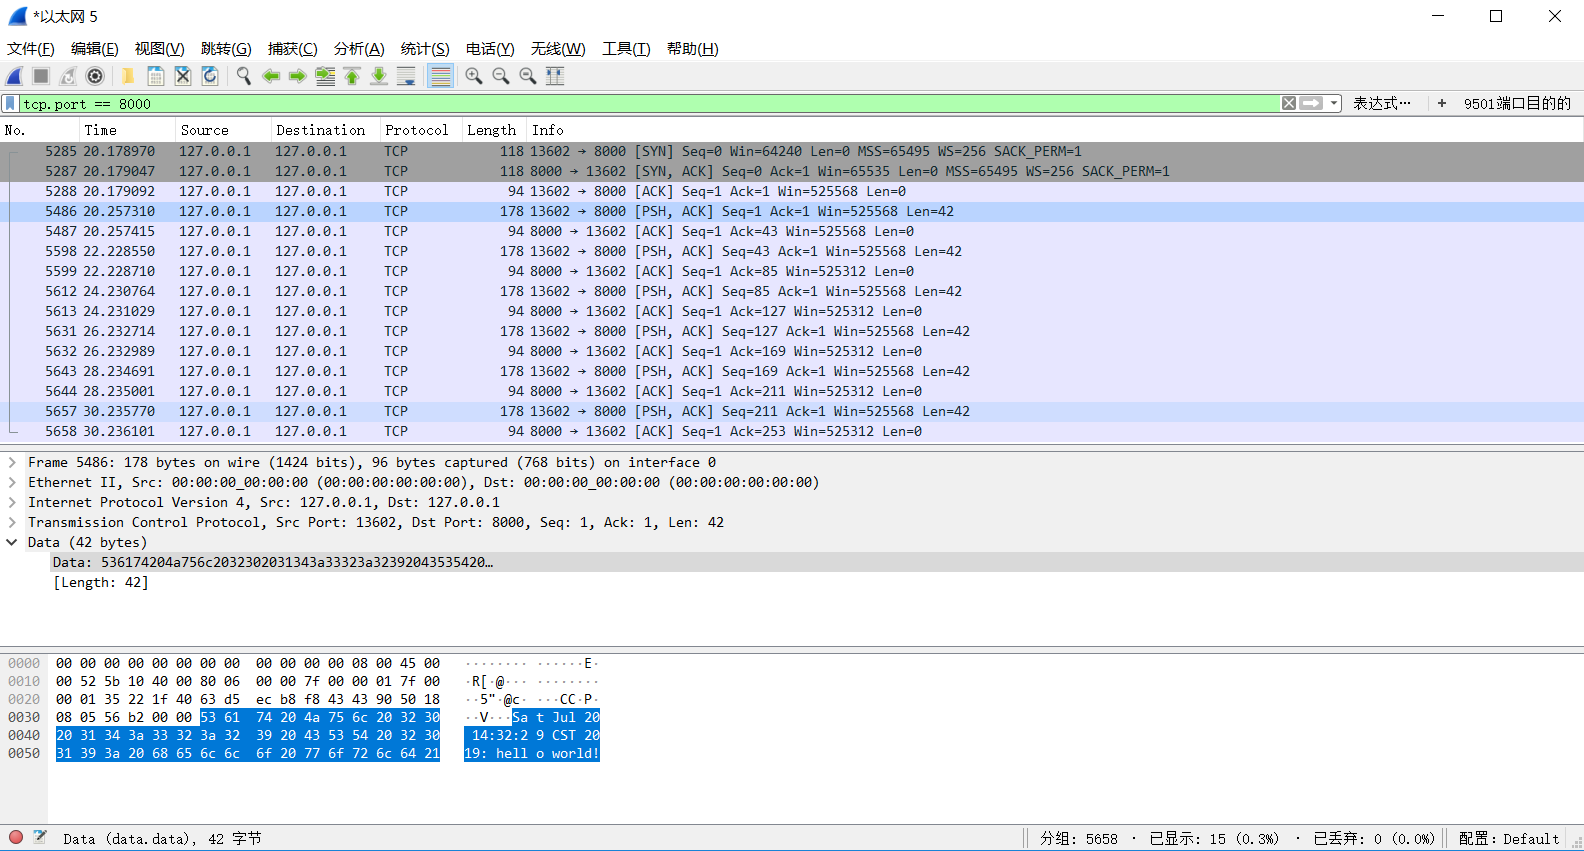 *以太网 5
文件(F) 编辑(E) 视图(V) 跳转(G) 捕获(C) 分析(A) 统计(S) 电话(Y) 无线(W) 工具(T) 帮助(H)
tcp.port == 8000 表达式… + 9501端口目的的
No. Time Source Destination Protocol Length Info
5285 20.178970 127.0.0.1 127.0.0.1 TCP 118 13602 → 8000 [SYN] Seq=0 Win=64240 Len=0 MSS=65495 WS=256 SACK_PERM=1
5287 20.179047 127.0.0.1 127.0.0.1 TCP 118 8000 → 13602 [SYN, ACK] Seq=0 Ack=1 Win=65535 Len=0 MSS=65495 WS=256 SACK_PERM=1
5288 20.179092 127.0.0.1 127.0.0.1 TCP 94 13602 → 8000 [ACK] Seq=1 Ack=1 Win=525568 Len=0
5486 20.257310 127.0.0.1 127.0.0.1 TCP 178 13602 → 8000 [PSH, ACK] Seq=1 Ack=1 Win=525568 Len=42
5487 20.257415 127.0.0.1 127.0.0.1 TCP 94 8000 → 13602 [ACK] Seq=1 Ack=43 Win=525568 Len=0
5598 22.228550 127.0.0.1 127.0.0.1 TCP 178 13602 → 8000 [PSH, ACK] Seq=43 Ack=1 Win=525568 Len=42
5599 22.228710 127.0.0.1 127.0.0.1 TCP 94 8000 → 13602 [ACK] Seq=1 Ack=85 Win=525312 Len=0
5612 24.230764 127.0.0.1 127.0.0.1 TCP 178 13602 → 8000 [PSH, ACK] Seq=85 Ack=1 Win=525568 Len=42
5613 24.231029 127.0.0.1 127.0.0.1 TCP 94 8000 → 13602 [ACK] Seq=1 Ack=127 Win=525312 Len=0
5631 26.232714 127.0.0.1 127.0.0.1 TCP 178 13602 → 8000 [PSH, ACK] Seq=127 Ack=1 Win=525568 Len=42
5632 26.232989 127.0.0.1 127.0.0.1 TCP 94 8000 → 13602 [ACK] Seq=1 Ack=169 Win=525312 Len=0
5643 28.234691 127.0.0.1 127.0.0.1 TCP 178 13602 → 8000 [PSH, ACK] Seq=169 Ack=1 Win=525568 Len=42
5644 28.235001 127.0.0.1 127.0.0.1 TCP 94 8000 → 13602 [ACK] Seq=1 Ack=211 Win=525312 Len=0
5657 30.235770 127.0.0.1 127.0.0.1 TCP 178 13602 → 8000 [PSH, ACK] Seq=211 Ack=1 Win=525568 Len=42
5658 30.236101 127.0.0.1 127.0.0.1 TCP 94 8000 → 13602 [ACK] Seq=1 Ack=253 Win=525312 Len=0
Frame 5486: 178 bytes on wire (1424 bits), 96 bytes captured (768 bits) on interface 0
Ethernet II, Src: 00:00:00_00:00:00 (00:00:00:00:00:00), Dst: 00:00:00_00:00:00 (00:00:00:00:00:00)
Internet Protocol Version 4, Src: 127.0.0.1, Dst: 127.0.0.1
Transmission Control Protocol, Src Port: 13602, Dst Port: 8000, Seq: 1, Ack: 1, Len: 42
Data (42 bytes)
Data: 536174204a756c2032302031343a33323a32392043535420…
[Length: 42]
0000 00 00 00 00 00 00 00 00 00 00 00 00 08 00 45 00 ········ ······E·
0010 00 52 5b 10 40 00 80 06 00 00 7f 00 00 01 7f 00 ·R[·@··· ········
0020 00 01 35 22 1f 40 63 d5 ec b8 f8 43 43 90 50 18 ··5"·@c· ···CC·P·
0030 08 05 56 b2 00 00 53 61 74 20 4a 75 6c 20 32 30 ··V···Sa t Jul 20
0040 20 31 34 3a 33 32 3a 32 39 20 43 53 54 20 32 30 14:32:2 9 CST 20
0050 31 39 3a 20 68 65 6c 6c 6f 20 77 6f 72 6c 64 21 19: hell o world!
Data (data.data), 42 字节 分组: 5658 · 已显示: 15 (0.3%) · 已丢弃: 0 (0.0%) 配置: Default